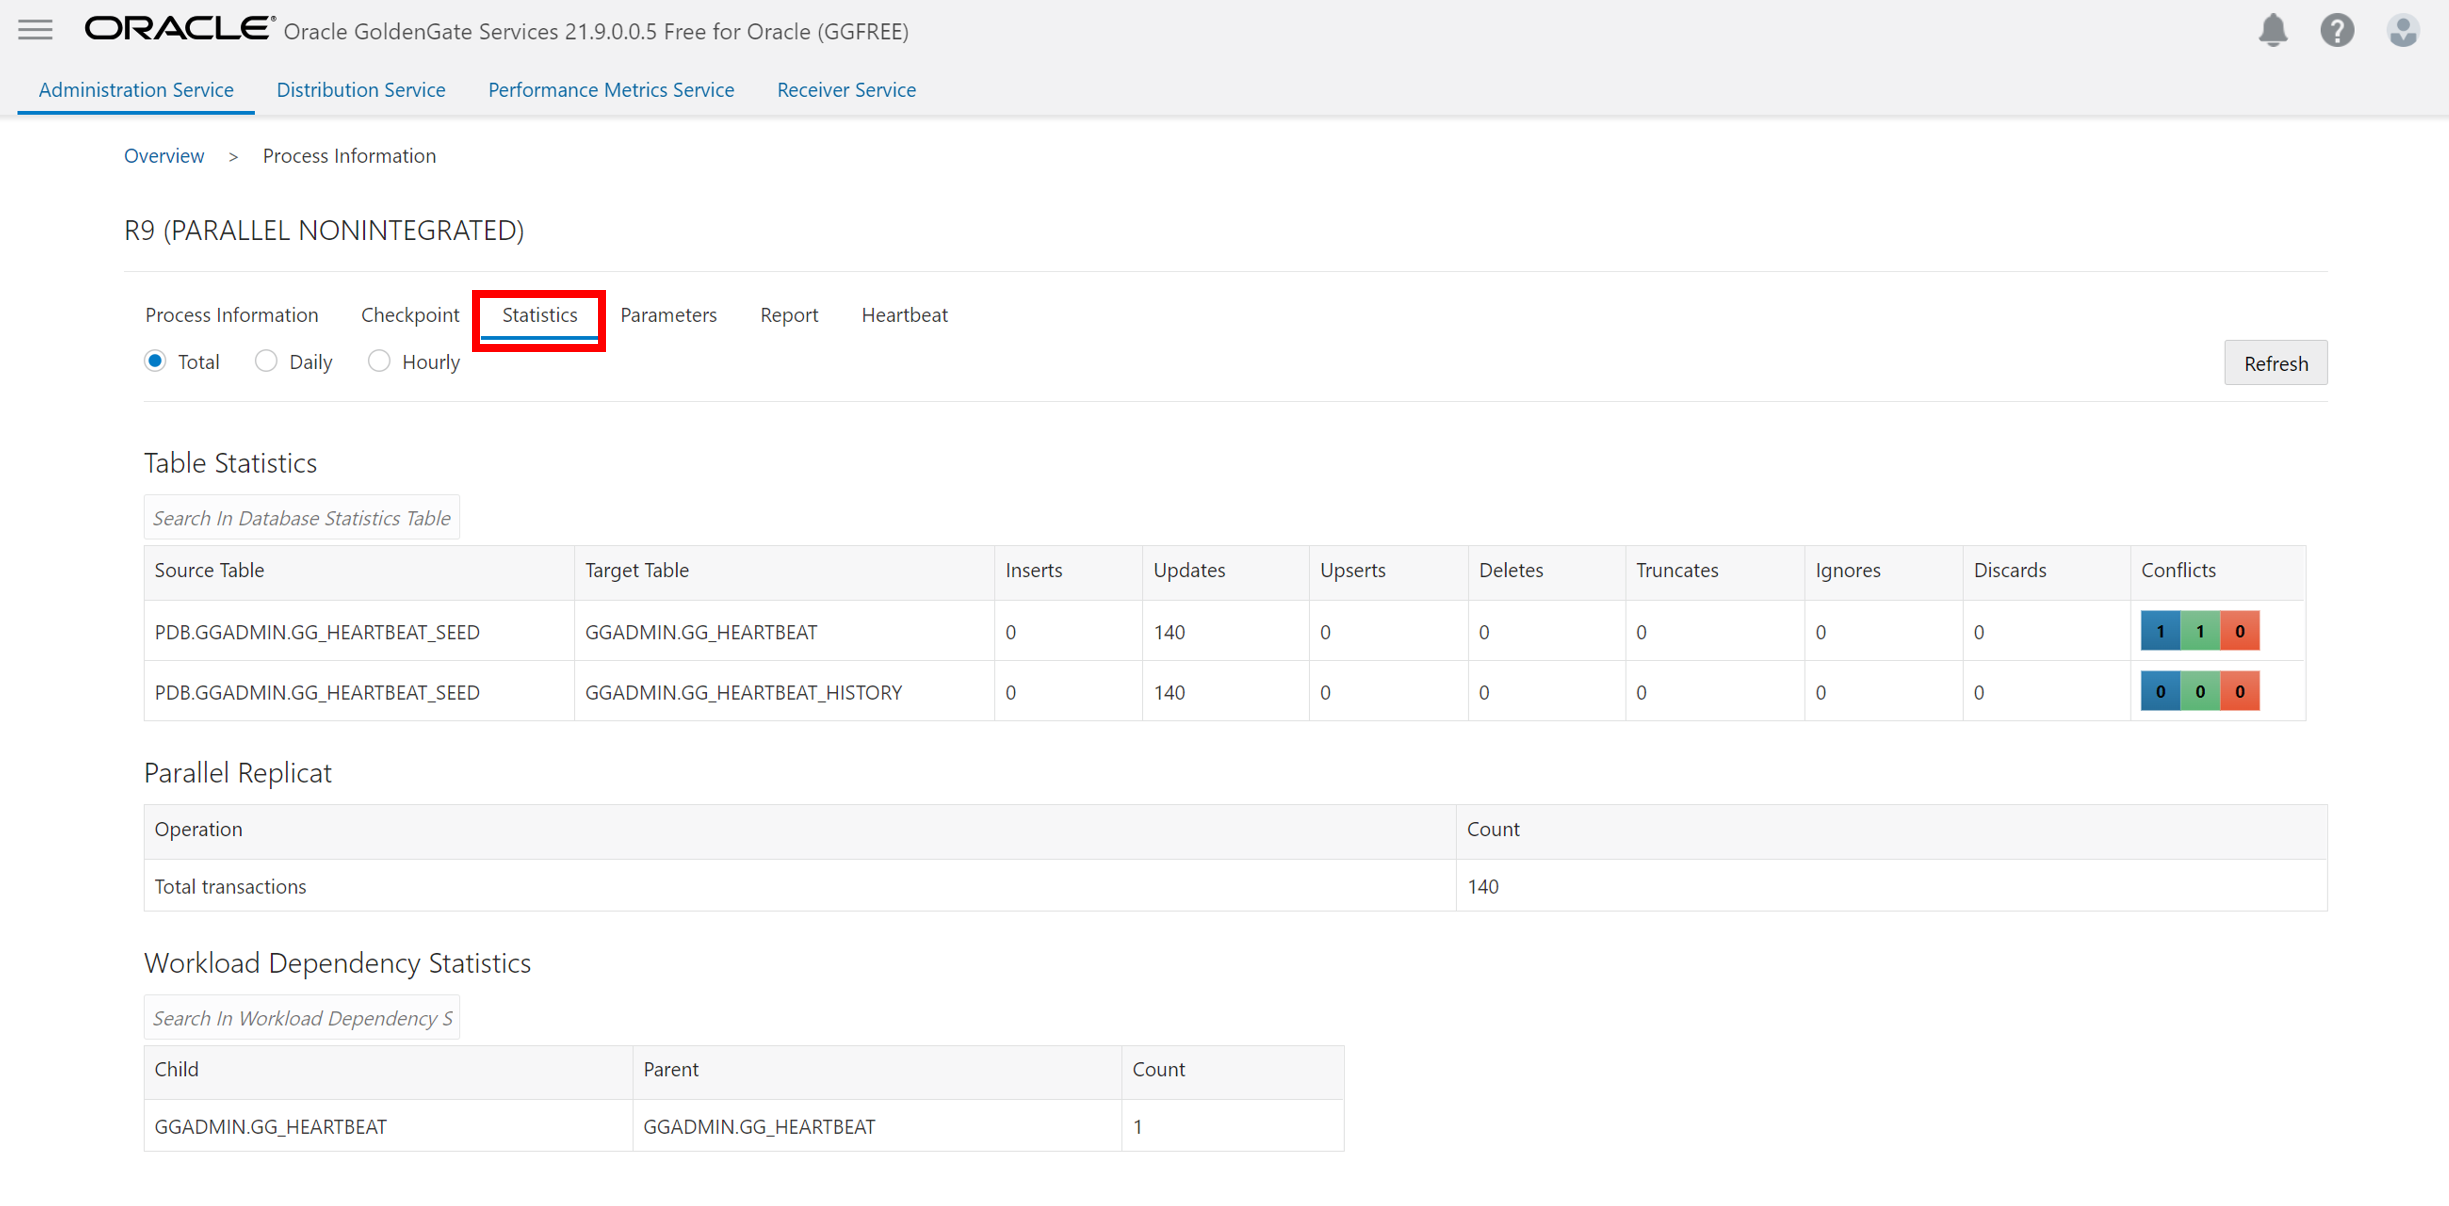 ORACLE® Oracle GoldenGate Services 21.9.0.0.5 Free for Oracle (GGFREE)
Administration Service Distribution Service Performance Metrics Service Receiver Service
Overview > Process Information
R9 (PARALLEL NONINTEGRATED)
Process Information Checkpoint Statistics Parameters Report Heartbeat
Total Daily Hourly Refresh
Table Statistics
Search In Database Statistics Table
Source Table Target Table Inserts Updates Upserts Deletes Truncates Ignores Discards Conflicts
PDB.GGADMIN.GG_HEARTBEAT_SEED GGADMIN.GG_HEARTBEAT 0 140 0 0 0 0 0 1 1 0
PDB.GGADMIN.GG_HEARTBEAT_SEED GGADMIN.GG_HEARTBEAT_HISTORY 0 140 0 0 0 0 0 0 0 0
Parallel Replicat
Operation Count
Total transactions 140
Workload Dependency Statistics
Search In Workload Dependency S
Child Parent Count
GGADMIN.GG_HEARTBEAT GGADMIN.GG_HEARTBEAT 1